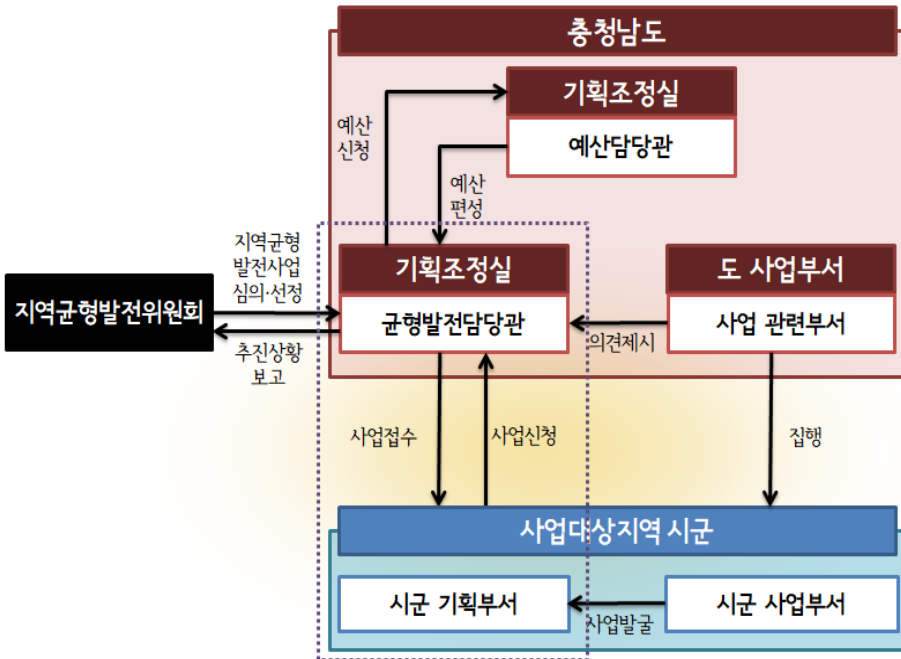 충청남도
기획조정실
예산담당관
예산
신청
예산
편성
지역균형
발전사업
심의·선정
기획조정실
도 사업부서
지역균형발전위원회
균형발전담당관
사업 관련부서
의견제시
추진상황
보고
사업접수
사업신청
집행
사업대상지역 시군
시군 기획부서
시군 사업부서
사업발굴